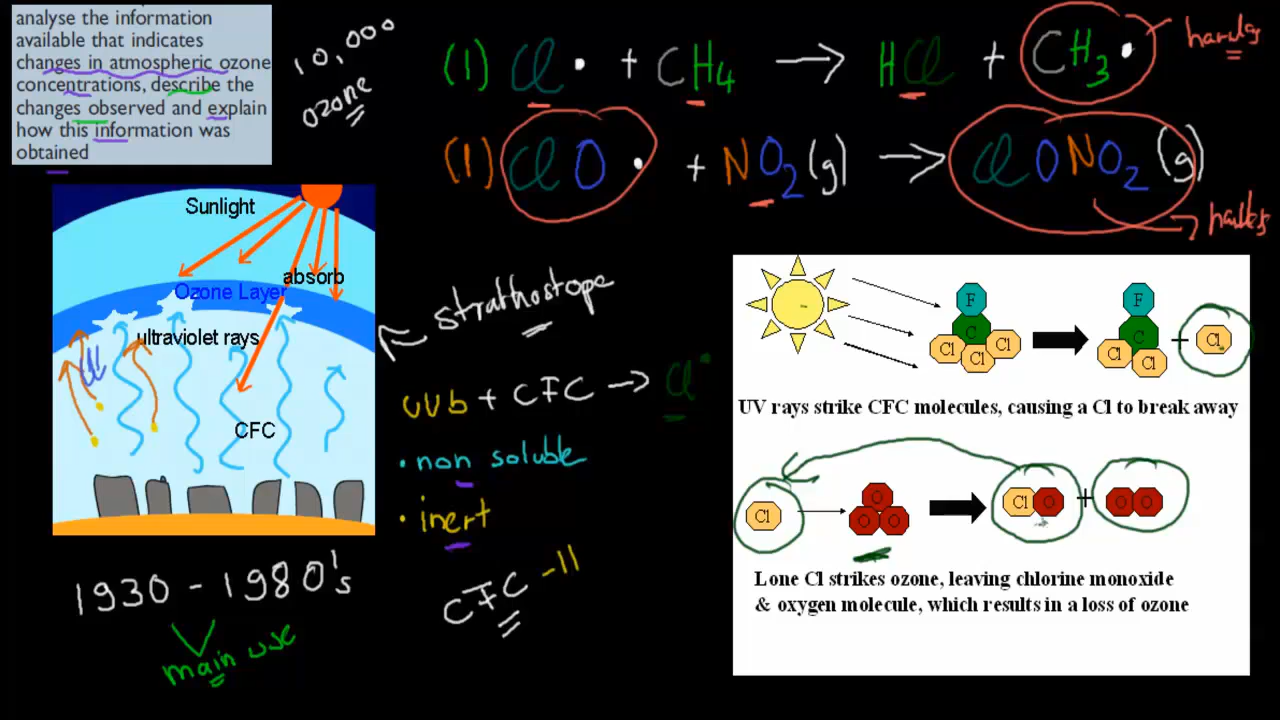 analyse the information
available that indicates
changes in atmospheric ozone
concentrations, describe the
changes observed and explain
how this information was
obtained
10,000
ozone
(1) Cl • + CH4 → HCl + CH3 •
(1) ClO • + NO2 (g) → ClONO2 (g)
Sunlight
absorb
Ozone Layer
ultraviolet rays
Cl
CFC
strathostope
UVb + CFC → Cl •
• non soluble
• inert
CFC-11
1930 - 1980's
main use
F
C
Cl Cl Cl
F
C
Cl Cl + Cl
UV rays strike CFC molecules, causing a Cl to break away
Cl O O O Cl O + O O
Lone Cl strikes ozone, leaving chlorine monoxide
& oxygen molecule, which results in a loss of ozone